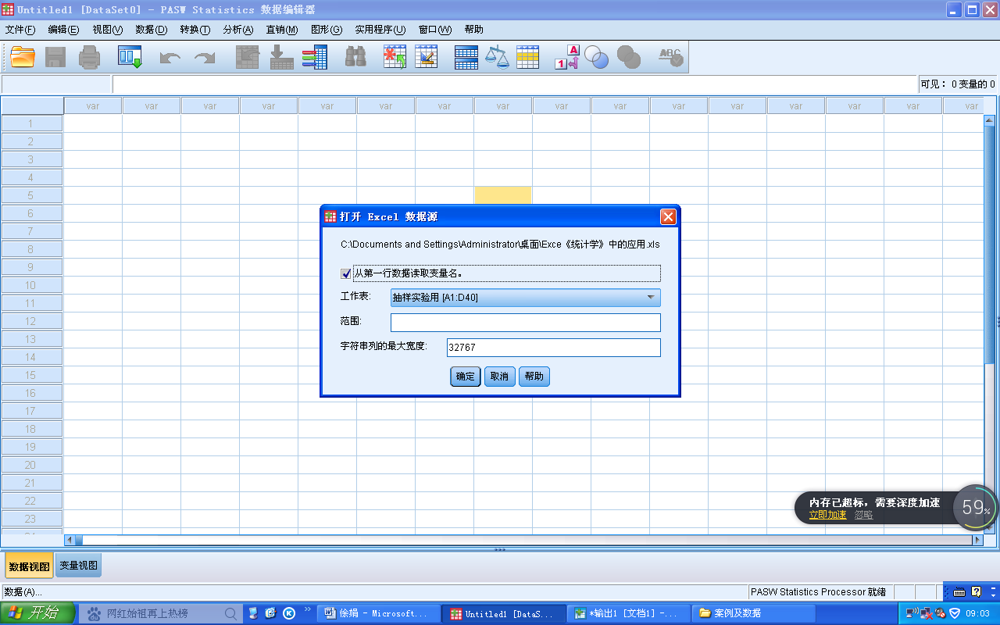 Untitled1 [DataSet0] - PASW Statistics 数据编辑器
文件(F) 编辑(E) 视图(V) 数据(D) 转换(T) 分析(A) 直销(M) 图形(G) 实用程序(U) 窗口(W) 帮助
A
1
ABC
可见： 0 变量的 0
var var var var var var var var var var var var var var var var
1
2
3
4
5
6
7
8
9
10
11
12
13
14
15
16
17
18
19
20
21
22
23
打开 Excel 数据源
C:\Documents and Settings\Administrator\桌面\Exce《统计学》中的应用.xls
从第一行数据读取变量名。
工作表: 抽样实验用 [A1:D40]
范围:
字符串列的最大宽度: 32767
确定 取消 帮助
内存已超标，需要深度加速
立即加速 忽略
59%
数据视图 变量视图
数据(A)... PASW Statistics Processor 就绪
开始 网红始祖再上热榜 徐娟 - Microsoft... Untitled1 [DataS... *输出1 [文档1] -... 案例及数据 09:03